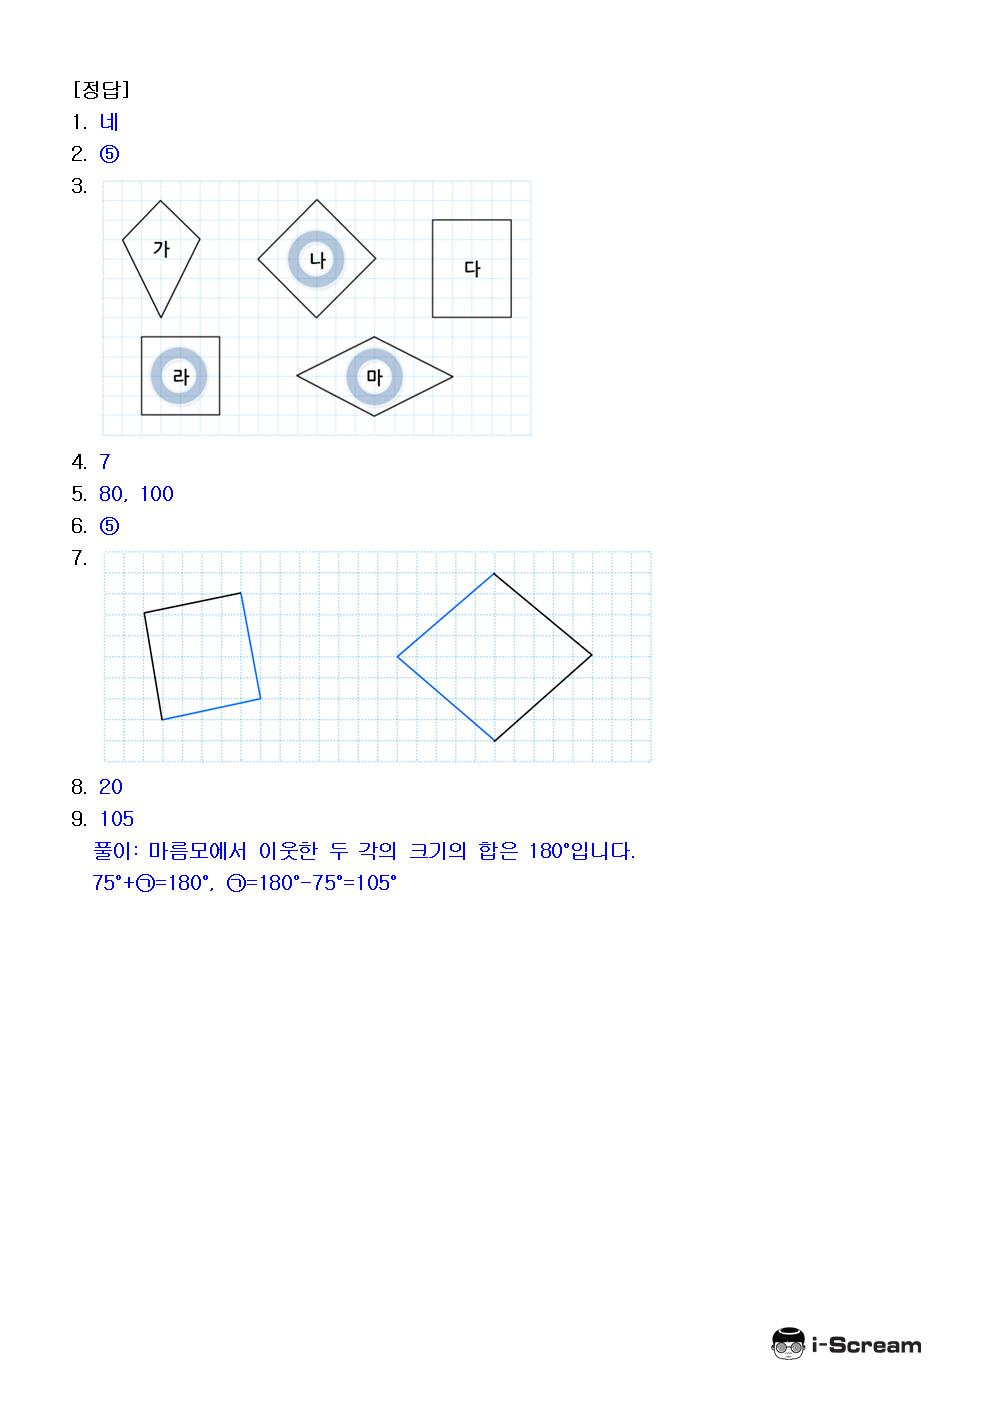 [정답]
1. 네
2. ⑤
3.
가
나
다
라
마
4. 7
5. 80, 100
6. ⑤
7.
8. 20
9. 105
풀이: 마름모에서 이웃한 두 각의 크기의 합은 180°입니다.
75°+㉠=180°, ㉠=180°-75°=105°
i-Scream